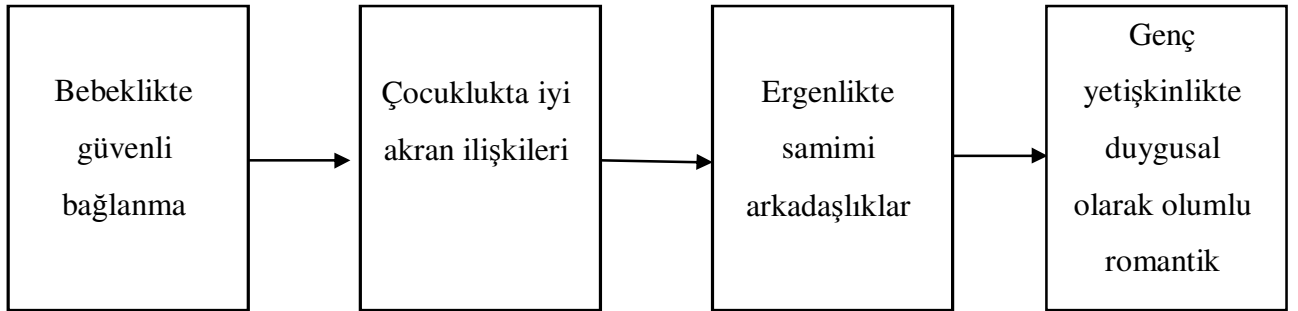 Bebeklikte
güvenli
bağlanma
Çocuklukta iyi
akran ilişkileri
Ergenlikte
samimi
arkadaşlıklar
Genç
yetişkinlikte
duygusal
olarak olumlu
romantik